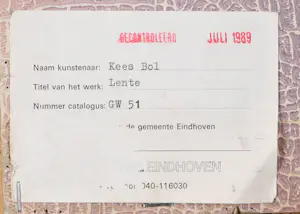 GECONTROLEERD JULI 1989
Naam kunstenaar: Kees Bol
Titel van het werk: Lente
Nummer catalogus: GW 51
de gemeente Eindhoven
EINDHOVEN
040-116030